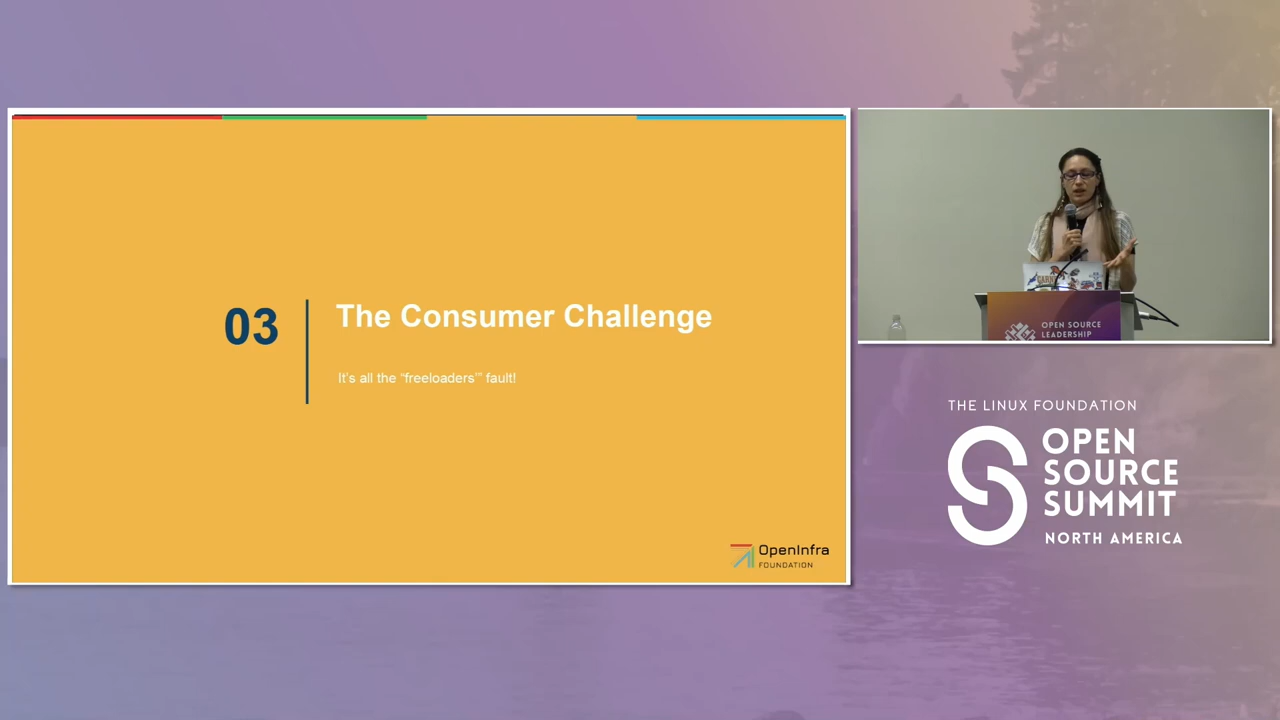 03
The Consumer Challenge
It's all the "freeloaders'" fault!
OpenInfra
FOUNDATION
OPEN SOURCE
LEADERSHIP
THE LINUX FOUNDATION
OPEN
SOURCE
SUMMIT
NORTH AMERICA